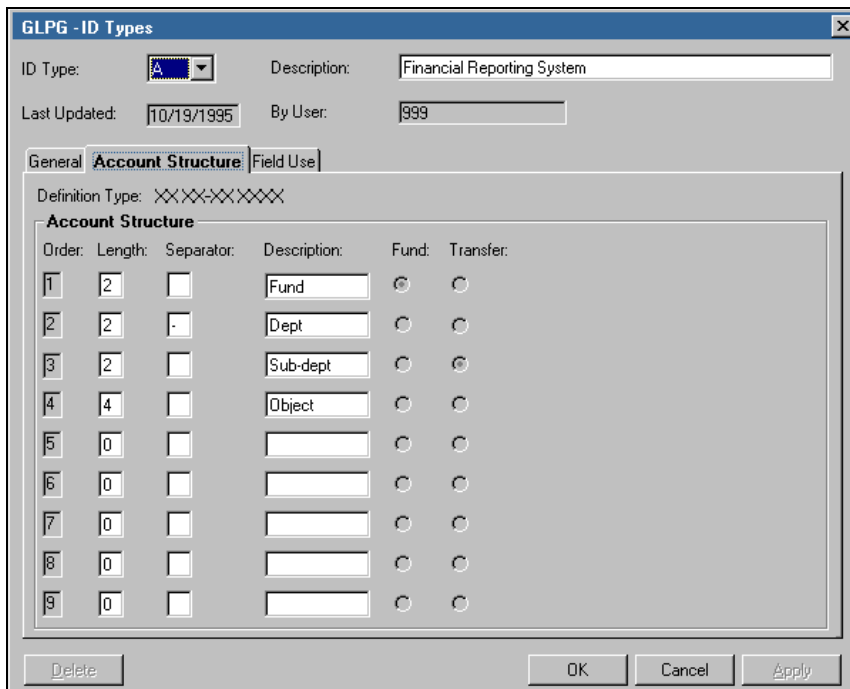 GLPG - ID Types
ID Type: A Description: Financial Reporting System
Last Updated: 10/19/1995 By User: 999
General Account Structure Field Use
Definition Type: XXXX-XXXXXX
Account Structure
Order: Length: Separator: Description: Fund: Transfer:
1 2 Fund
2 2 - Dept
3 2 Sub-dept
4 4 Object
5 0
6 0
7 0
8 0
9 0
Delete OK Cancel Apply